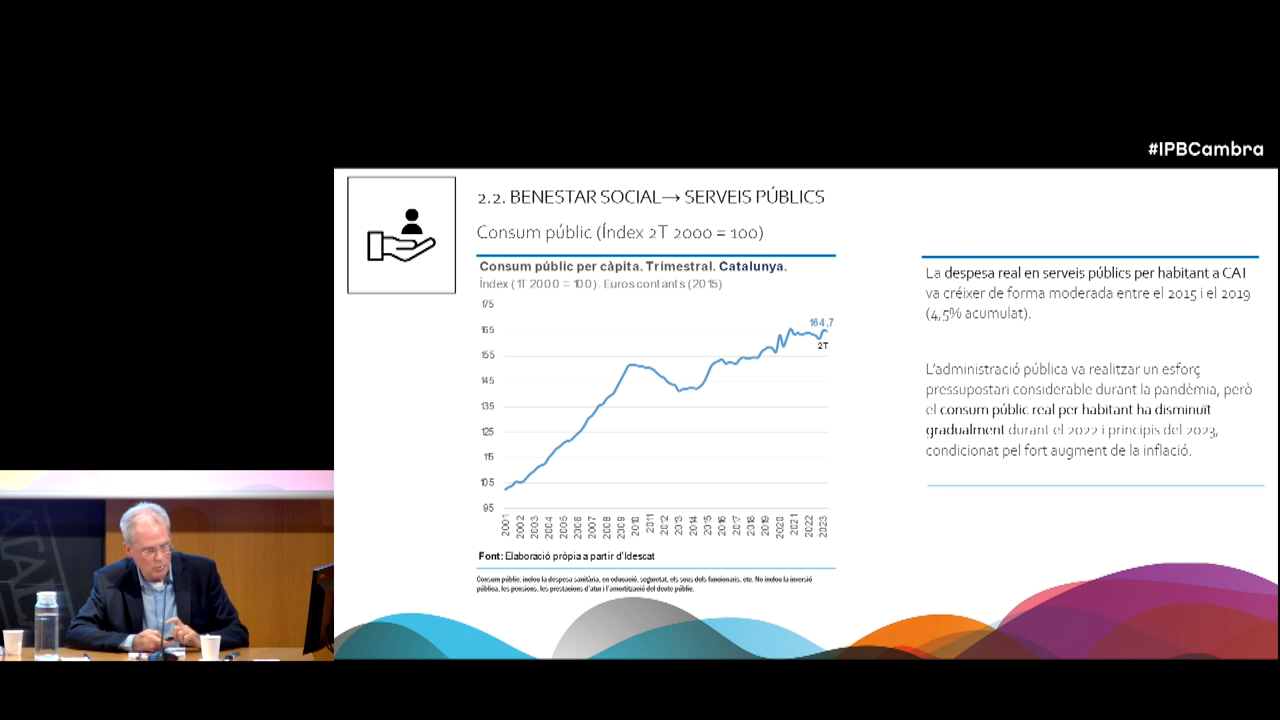 #IPBCambra
2.2. BENESTAR SOCIAL→ SERVEIS PÚBLICS
Consum públic (Índex 2T 2000 = 100)
Consum públic per càpita. Trimestral. Catalunya.
Índex (1T 2000 = 100). Euros contants (2015)
175
165
155
145
135
125
115
105
95
164,7
2T
2001 2002 2003 2004 2005 2006 2007 2008 2009 2010 2011 2012 2013 2014 2015 2016 2017 2018 2019 2020 2021 2022 2023
Font: Elaboració pròpia a partir d'Idescat
Consum públic: inclou la despesa sanitària, en educació, seguretat, els sous dels funcionaris, etc. No inclou la inversió
pública, les pensions, les prestacions d'atur i l'amortització del deute públic.
La despesa real en serveis públics per habitant a CAT
va créixer de forma moderada entre el 2015 i el 2019
(4,5% acumulat).
L'administració pública va realitzar un esforç
pressupostari considerable durant la pandèmia, però
el consum públic real per habitant ha disminuït
gradualment durant el 2022 i principis del 2023,
condicionat pel fort augment de la inflació.